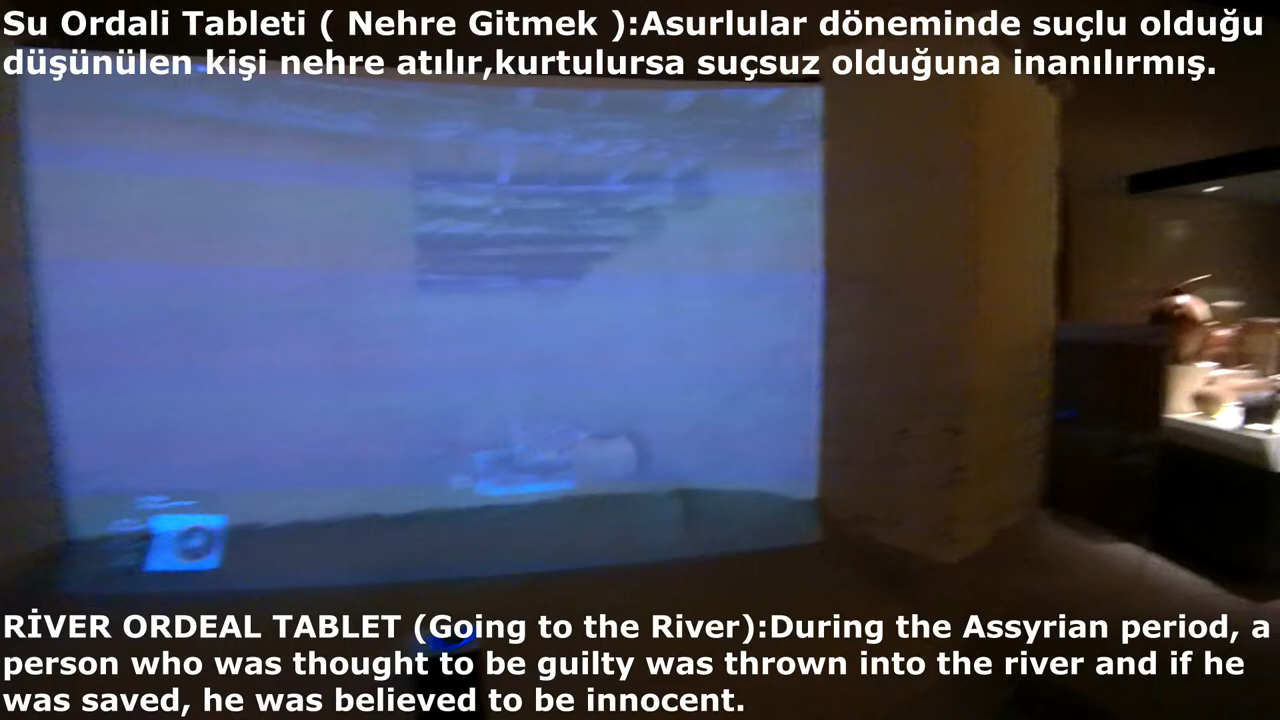 Su Ordali Tableti ( Nehre Gitmek ):Asurlular döneminde suçlu olduğu
düşünülen kişi nehre atılır,kurtulursa suçsuz olduğuna inanılırmış.
RİVER ORDEAL TABLET (Going to the River):During the Assyrian period, a
person who was thought to be guilty was thrown into the river and if he
was saved, he was believed to be innocent.